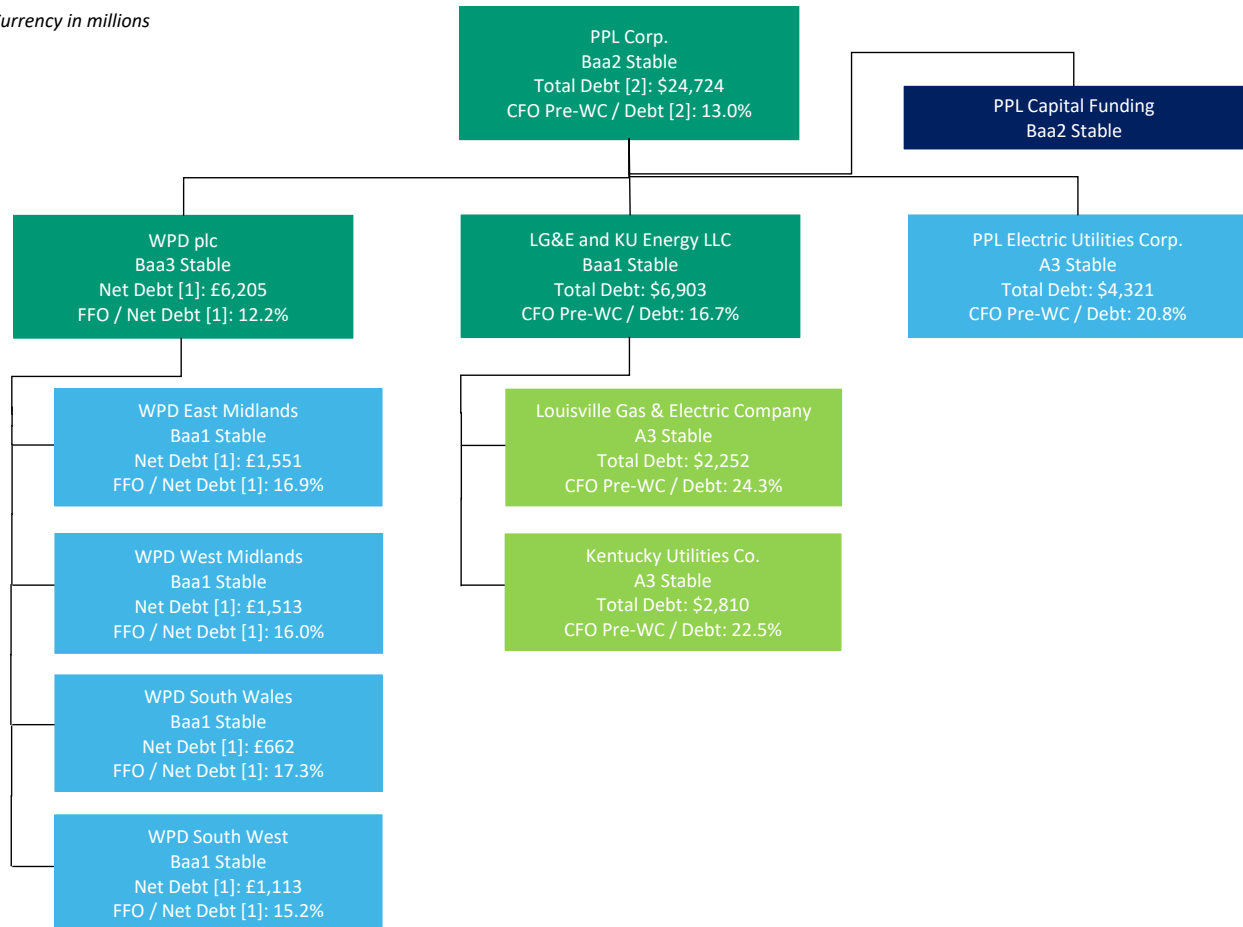 Currency in millions
PPL Corp.
Baa2 Stable
Total Debt [2]: $24,724
CFO Pre-WC / Debt [2]: 13.0%
PPL Capital Funding
Baa2 Stable
WPD plc
Baa3 Stable
Net Debt [1]: £6,205
FFO / Net Debt [1]: 12.2%
LG&E and KU Energy LLC
Baa1 Stable
Total Debt: $6,903
CFO Pre-WC / Debt: 16.7%
PPL Electric Utilities Corp.
A3 Stable
Total Debt: $4,321
CFO Pre-WC / Debt: 20.8%
WPD East Midlands
Baa1 Stable
Net Debt [1]: £1,551
FFO / Net Debt [1]: 16.9%
Louisville Gas & Electric Company
A3 Stable
Total Debt: $2,252
CFO Pre-WC / Debt: 24.3%
WPD West Midlands
Baa1 Stable
Net Debt [1]: £1,513
FFO / Net Debt [1]: 16.0%
Kentucky Utilities Co.
A3 Stable
Total Debt: $2,810
CFO Pre-WC / Debt: 22.5%
WPD South Wales
Baa1 Stable
Net Debt [1]: £662
FFO / Net Debt [1]: 17.3%
WPD South West
Baa1 Stable
Net Debt [1]: £1,113
FFO / Net Debt [1]: 15.2%